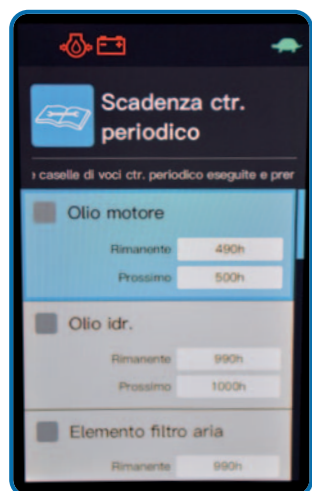 Scadenza ctr.
periodico
caselle di voci ctr. periodico eseguite e prer
Olio motore
Rimanente 490h
Prossimo 500h
Olio idr.
Rimanente 990h
Prossimo 1000h
Elemento filtro aria
Rimanente 990h